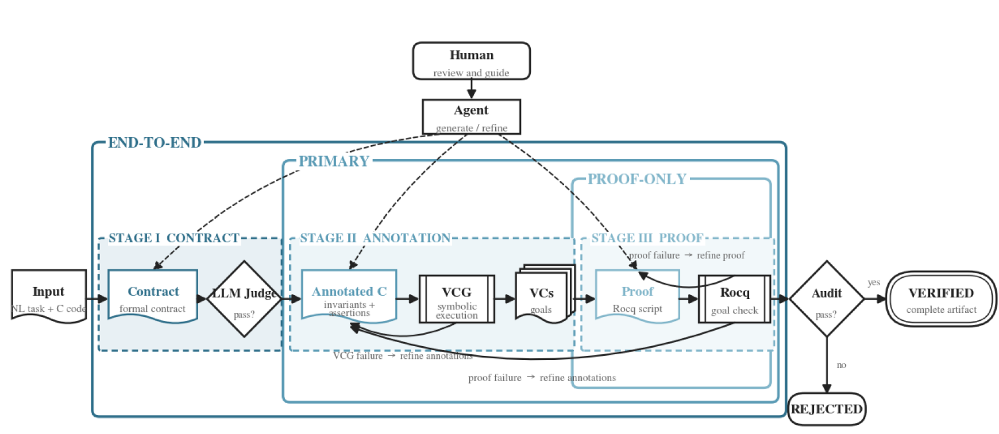 Human
review and guide
Agent
generate / refine
END-TO-END
PRIMARY
PROOF-ONLY
STAGE I CONTRACT
STAGE II ANNOTATION
STAGE III PROOF
proof failure → refine proof
Input
NL task + C code
Contract
formal contract
LLM Judge
pass?
Annotated C
invariants +
assertions
VCG
symbolic
execution
VCs
goals
Proof
Rocq script
Rocq
goal check
Audit
pass?
yes
VERIFIED
complete artifact
VCG failure → refine annotations
proof failure → refine annotations
no
REJECTED